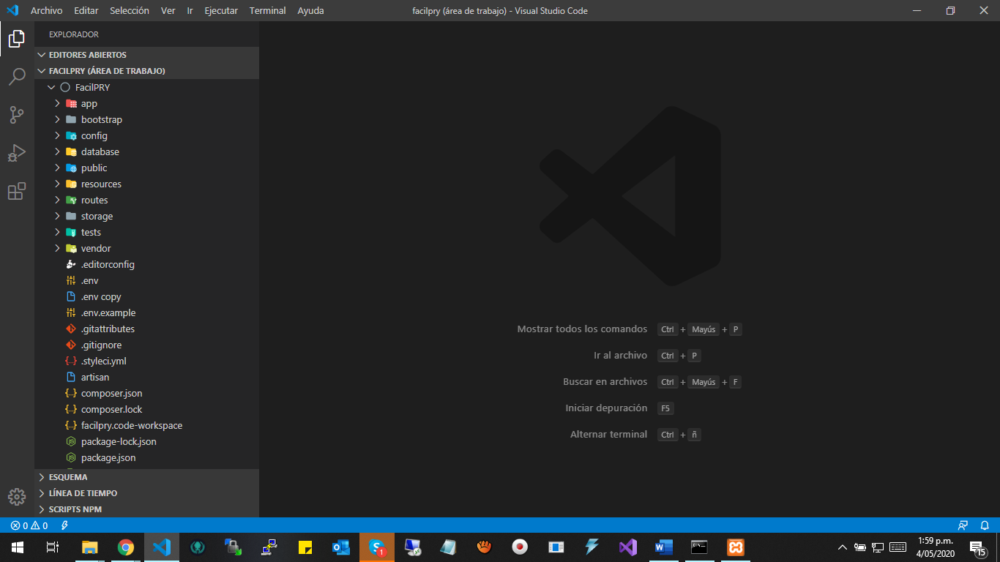 Archivo Editar Selección Ver Ir Ejecutar Terminal Ayuda facilpry (área de trabajo) - Visual Studio Code
EXPLORADOR
EDITORES ABIERTOS
FACILPRY (ÁREA DE TRABAJO)
FacilPRY
app
bootstrap
config
database
public
resources
routes
storage
tests
vendor
.editorconfig
.env
.env copy
.env.example
.gitattributes
.gitignore
.styleci.yml
artisan
composer.json
composer.lock
facilpry.code-workspace
package-lock.json
package.json
ESQUEMA
LÍNEA DE TIEMPO
SCRIPTS NPM
Mostrar todos los comandos Ctrl + Mayús + P
Ir al archivo Ctrl + P
Buscar en archivos Ctrl + Mayús + F
Iniciar depuración F5
Alternar terminal Ctrl + ñ
0 0
1:59 p.m.
4/05/2020
15